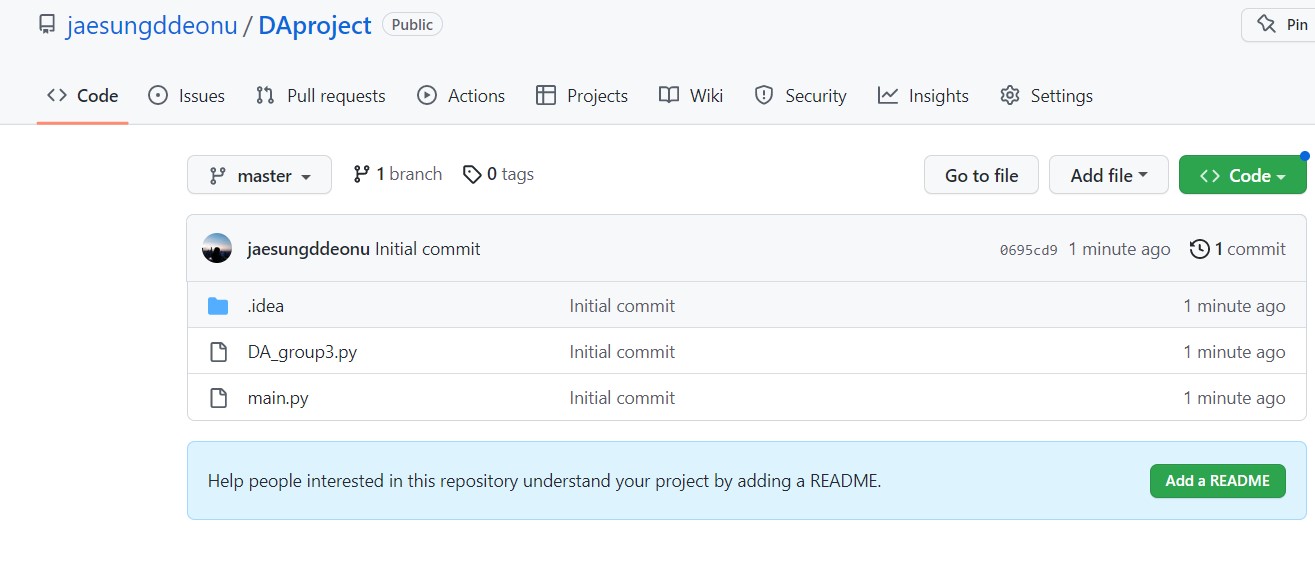 jaesungddeonu / DAproject Public Pin
<> Code Issues Pull requests Actions Projects Wiki Security Insights Settings
master 1 branch 0 tags Go to file Add file <> Code
jaesungddeonu Initial commit 0695cd9 1 minute ago 1 commit
.idea Initial commit 1 minute ago
DA_group3.py Initial commit 1 minute ago
main.py Initial commit 1 minute ago
Help people interested in this repository understand your project by adding a README. Add a README